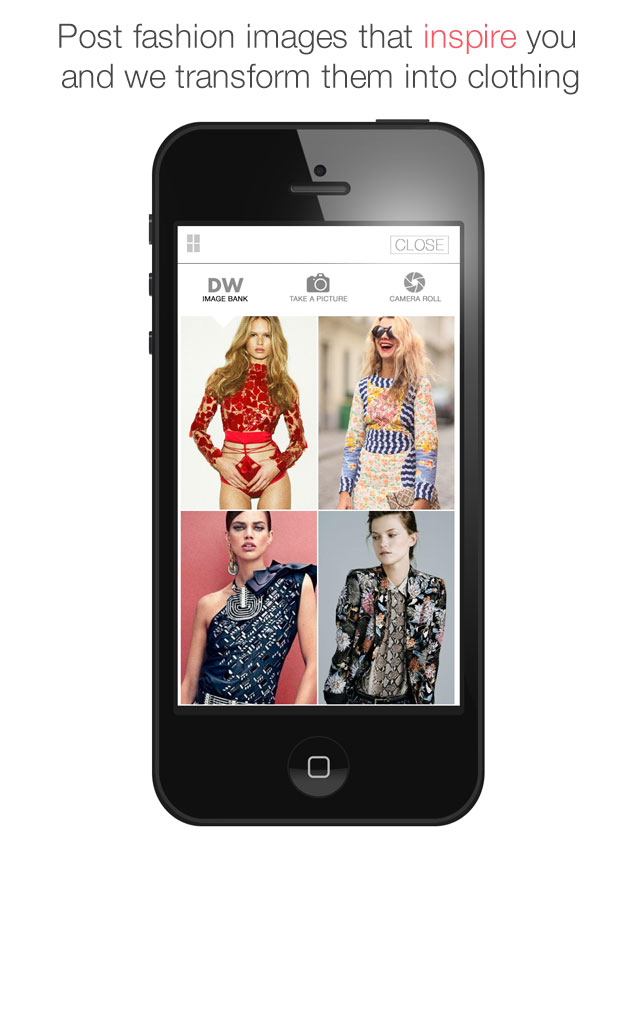 Post fashion images that inspire you
and we transform them into clothing
CLOSE
DW
IMAGE BANK
TAKE A PICTURE
CAMERA ROLL